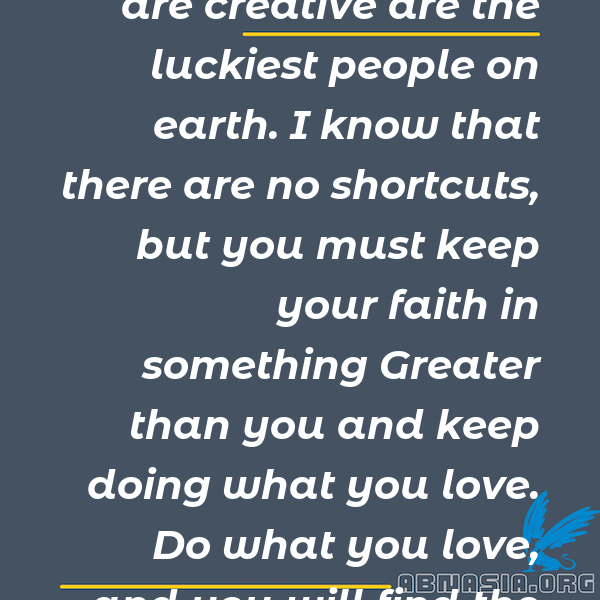 are creative are the
luckiest people on
earth. I know that
there are no shortcuts,
but you must keep
your faith in
something Greater
than you and keep
doing what you love.
Do what you love,
and you will find the
ABMASIA.ORG